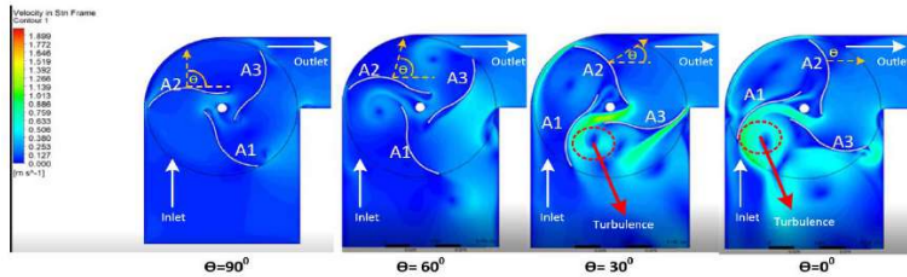 Velocity in Stn Frame
Contour 1
1.899
1.772
1.646
1.519
1.392
1.266
1.139
1.013
0.886
0.759
0.633
0.506
0.380
0.253
0.127
0.000
[m s^-1]
A2
Θ
A3
A1
Outlet
Inlet
Θ=90⁰
A2
Θ
A3
A1
Outlet
Inlet
Θ= 60⁰
A2
Θ
A1
A3
Outlet
Inlet
Turbulence
Θ= 30⁰
Θ
A2
A1
A3
Outlet
Inlet
Turbulence
Θ=0⁰